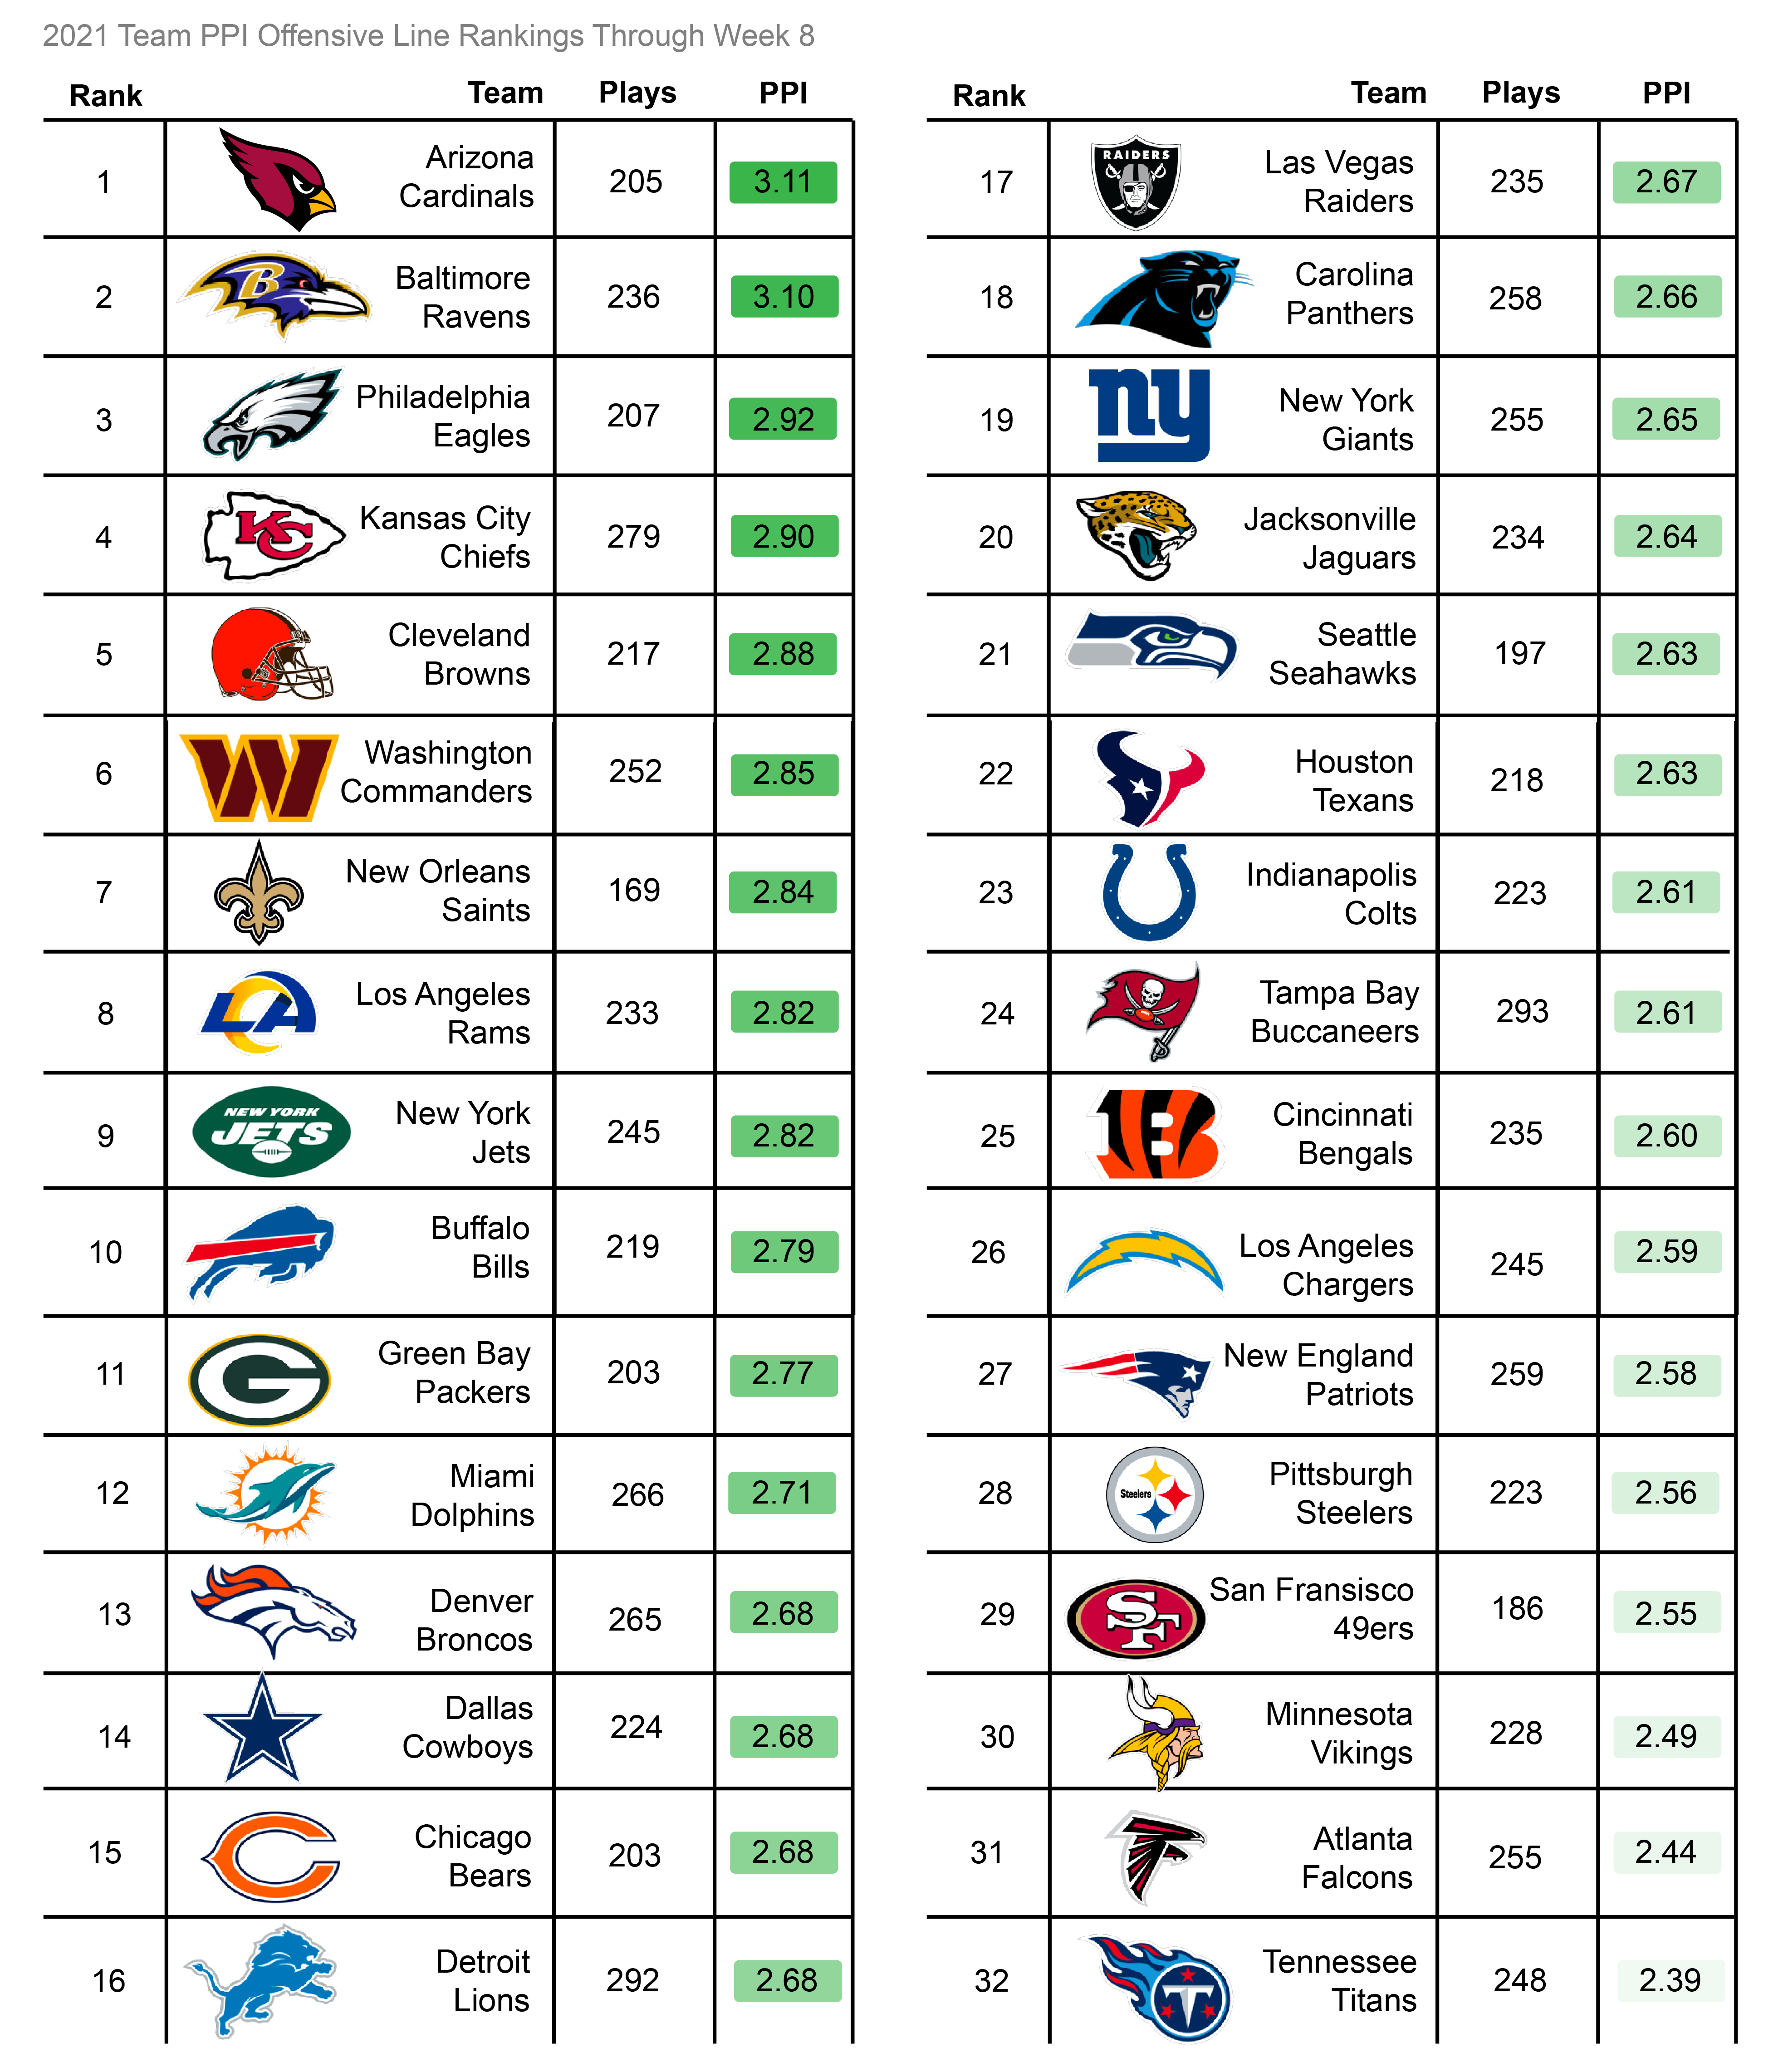 2021 Team PPI Offensive Line Rankings Through Week 8
Rank Team Plays PPI
1 Arizona Cardinals 205 3.11
2 Baltimore Ravens 236 3.10
3 Philadelphia Eagles 207 2.92
4 Kansas City Chiefs 279 2.90
5 Cleveland Browns 217 2.88
6 Washington Commanders 252 2.85
7 New Orleans Saints 169 2.84
8 Los Angeles Rams 233 2.82
9 NEW YORK JETS New York Jets 245 2.82
10 Buffalo Bills 219 2.79
11 Green Bay Packers 203 2.77
12 Miami Dolphins 266 2.71
13 Denver Broncos 265 2.68
14 Dallas Cowboys 224 2.68
15 Chicago Bears 203 2.68
16 Detroit Lions 292 2.68
Rank Team Plays PPI
17 RAIDERS Las Vegas Raiders 235 2.67
18 Carolina Panthers 258 2.66
19 ny New York Giants 255 2.65
20 Jacksonville Jaguars 234 2.64
21 Seattle Seahawks 197 2.63
22 Houston Texans 218 2.63
23 Indianapolis Colts 223 2.61
24 Tampa Bay Buccaneers 293 2.61
25 Cincinnati Bengals 235 2.60
26 Los Angeles Chargers 245 2.59
27 New England Patriots 259 2.58
28 Steelers Pittsburgh Steelers 223 2.56
29 SF San Fransisco 49ers 186 2.55
30 Minnesota Vikings 228 2.49
31 Atlanta Falcons 255 2.44
32 Tennessee Titans 248 2.39